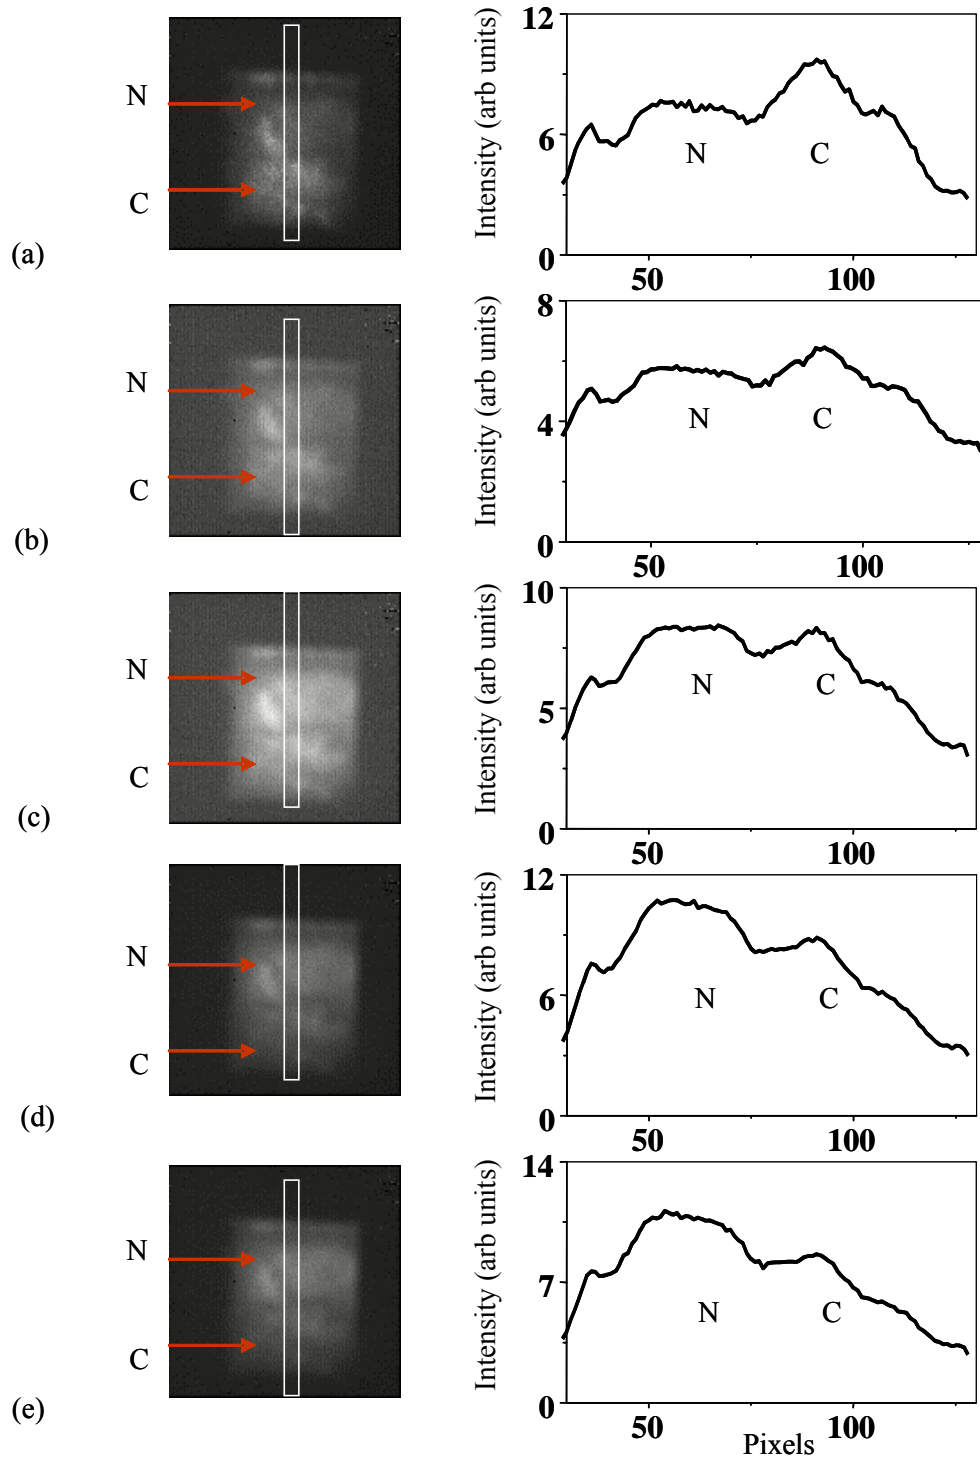 N
C
(a)
Intensity (arb units)
12
6
0
50
100
N
C
N
C
(b)
Intensity (arb units)
8
4
0
50
100
N
C
N
C
(c)
Intensity (arb units)
10
5
0
50
100
N
C
N
C
(d)
Intensity (arb units)
12
6
0
50
100
N
C
N
C
(e)
Intensity (arb units)
14
7
0
50
100
N
C
Pixels